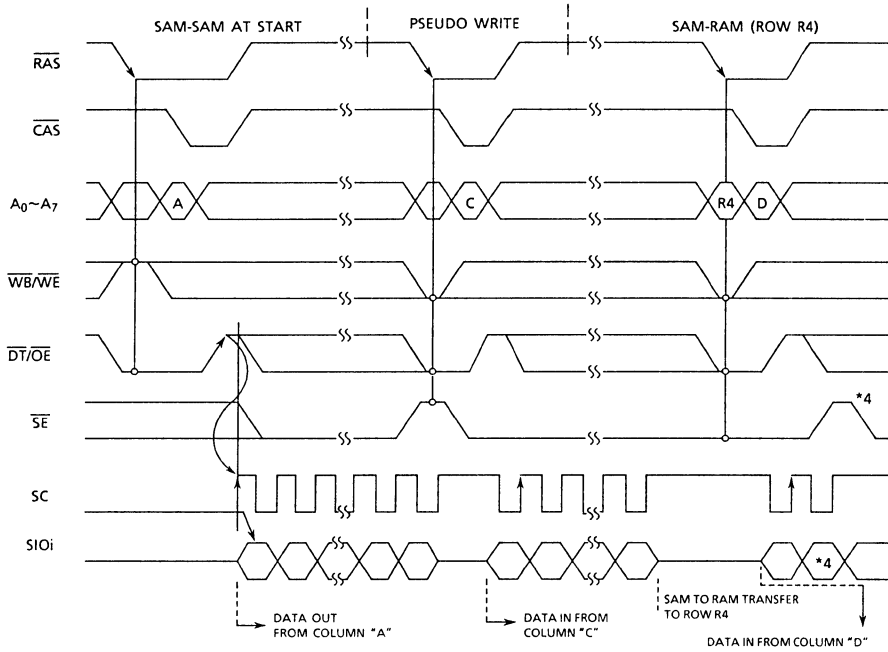 SAM-SAM AT START
PSEUDO WRITE
SAM-RAM (ROW R4)
RAS
CAS
A0~A7
A
C
R4
D
WB/WE
DT/OE
SE
*4
SC
SIOi
*4
DATA OUT
FROM COLUMN "A"
DATA IN FROM
COLUMN "C"
SAM TO RAM TRANSFER
TO ROW R4
DATA IN FROM COLUMN "D"